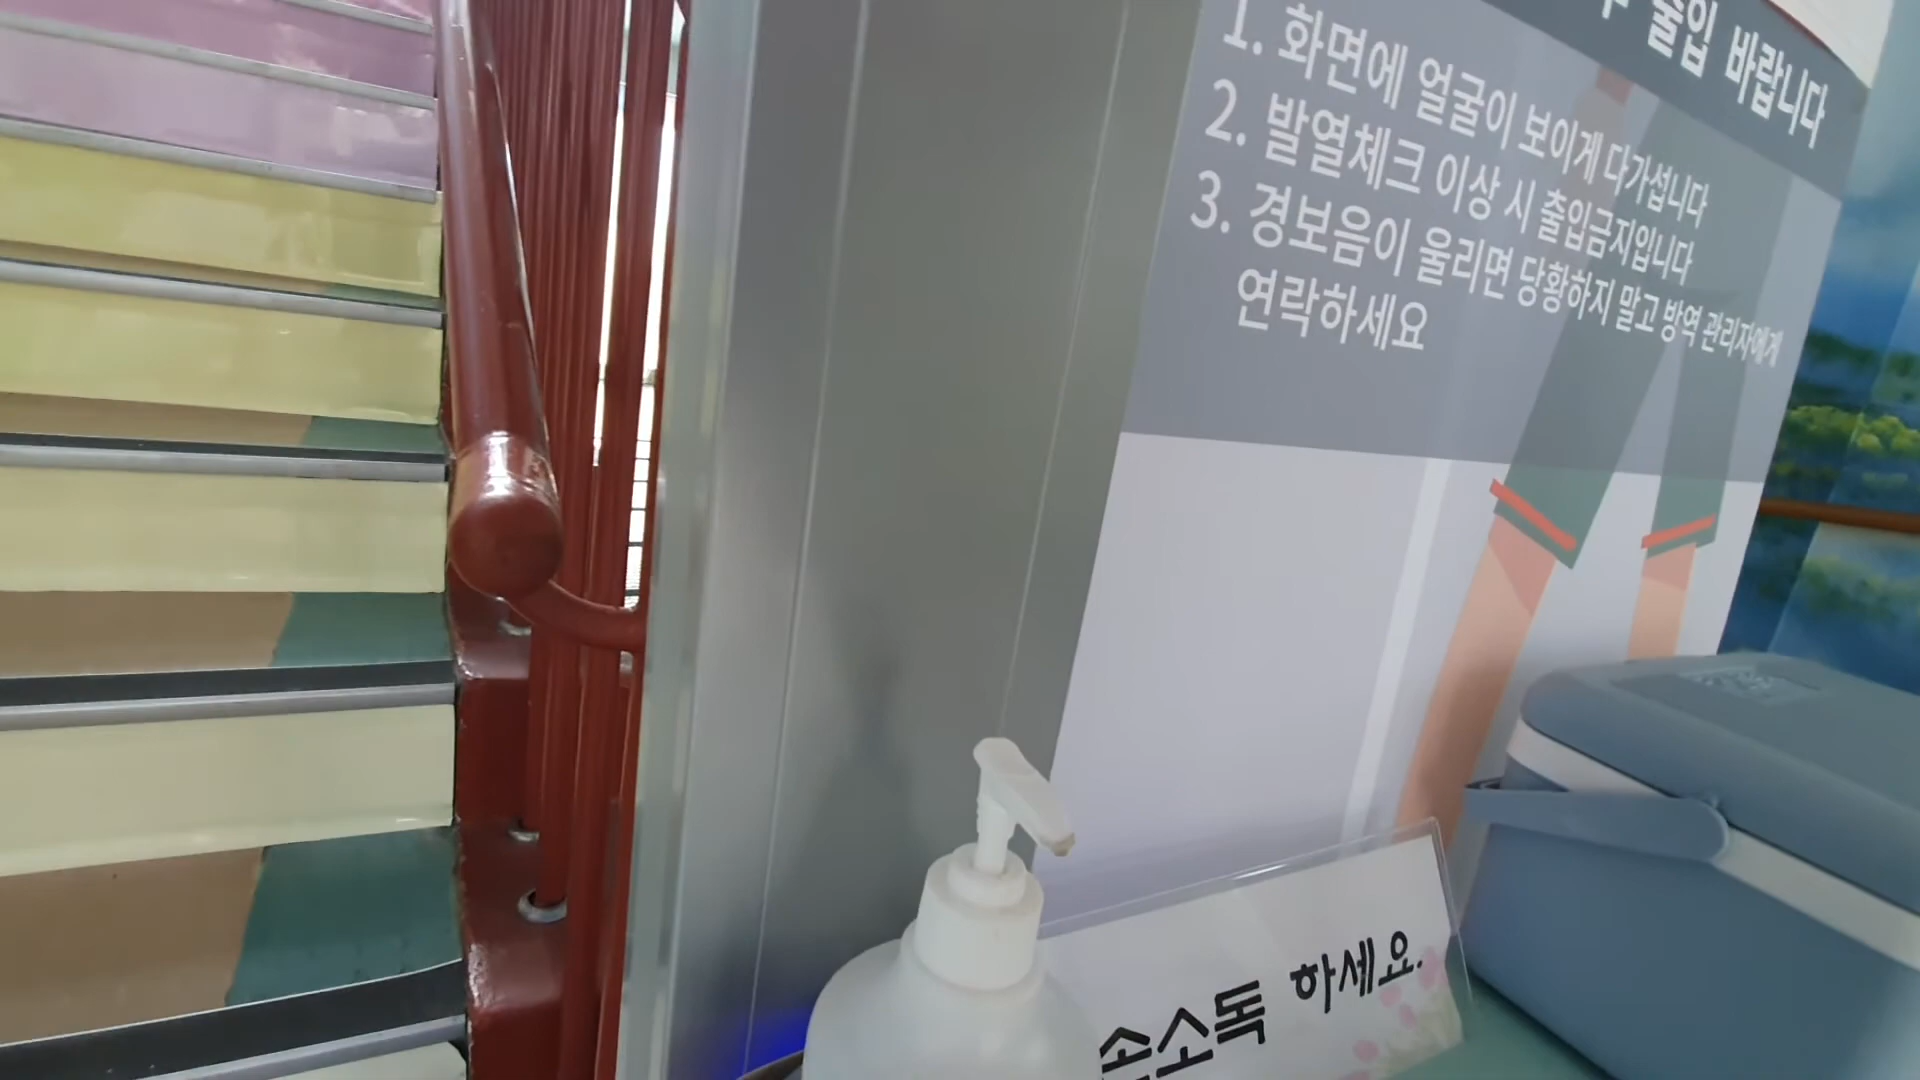 출입 바랍니다
1. 화면에 얼굴이 보이게 다가섭니다
2. 발열체크 이상 시 출입금지입니다
3. 경보음이 울리면 당황하지 말고 방역 관리자에게
연락하세요
손소독 하세요.